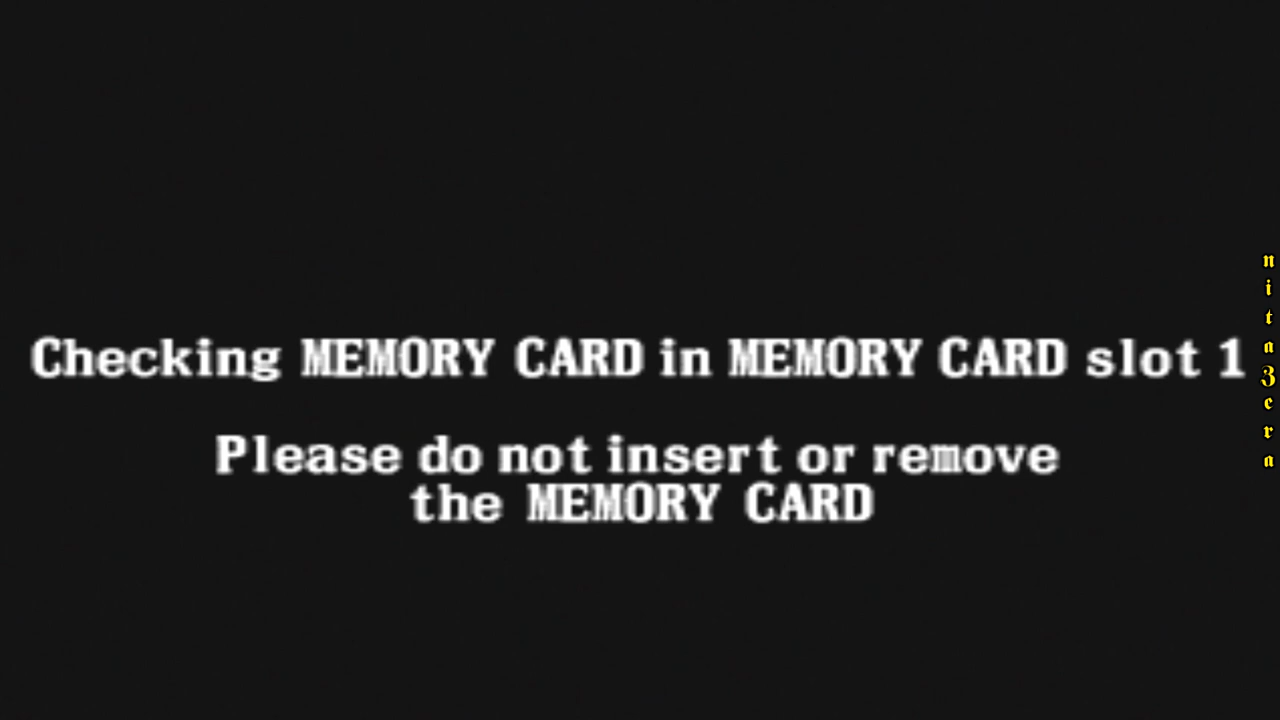 Checking MEMORY CARD in MEMORY CARD slot 1
Please do not insert or remove
the MEMORY CARD
nita3cra